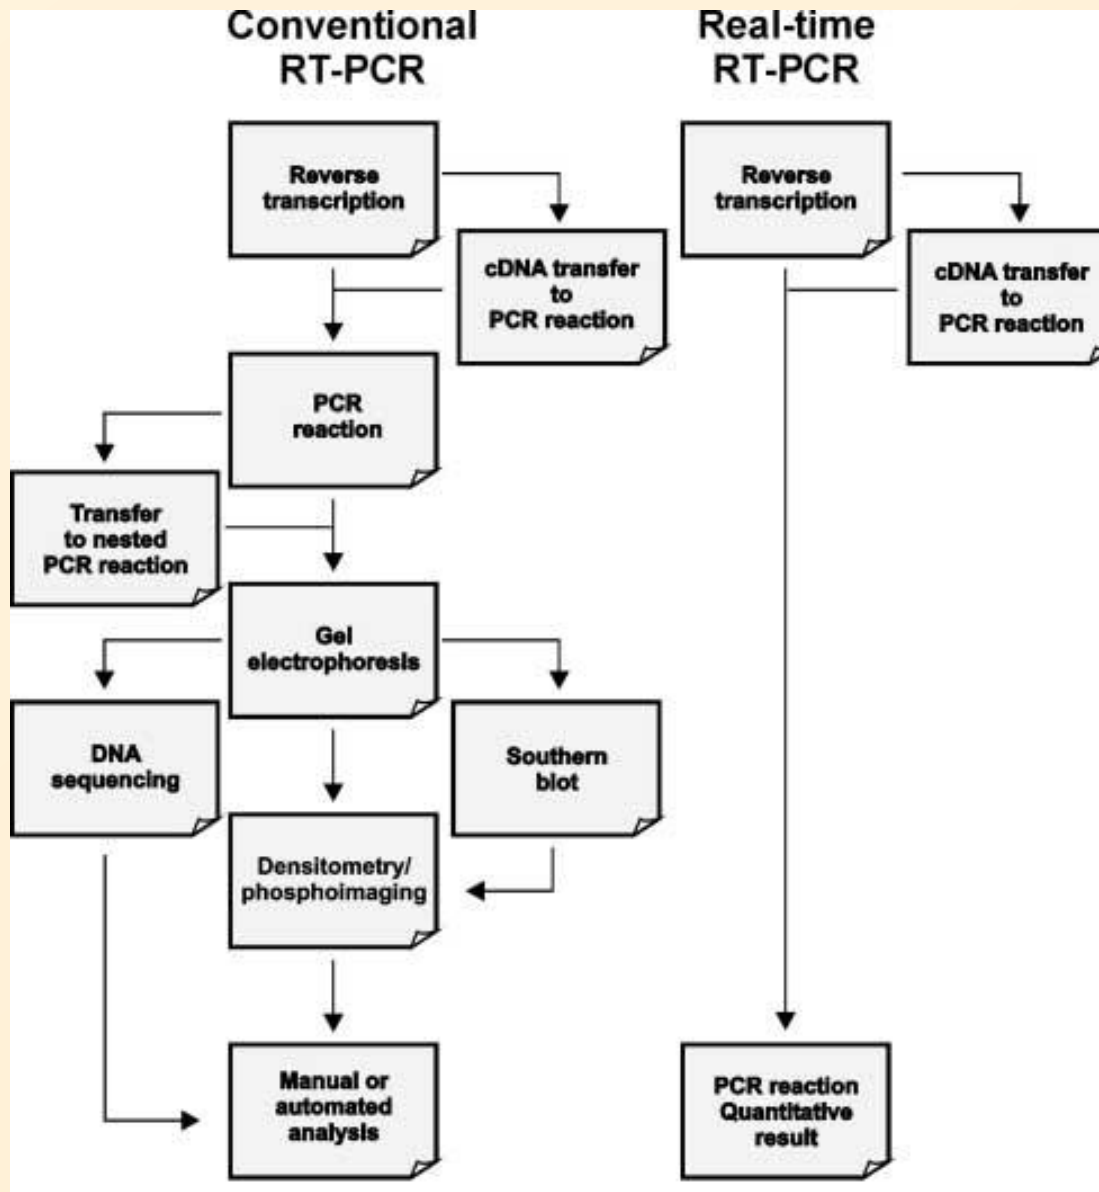 Conventional
RT-PCR
Real-time
RT-PCR
Reverse
transcription
cDNA transfer
to
PCR reaction
PCR
reaction
Transfer
to nested
PCR reaction
Gel
electrophoresis
DNA
sequencing
Southern
blot
Densitometry/
phosphoimaging
Manual or
automated
analysis
Reverse
transcription
cDNA transfer
to
PCR reaction
PCR reaction
Quantitative
result